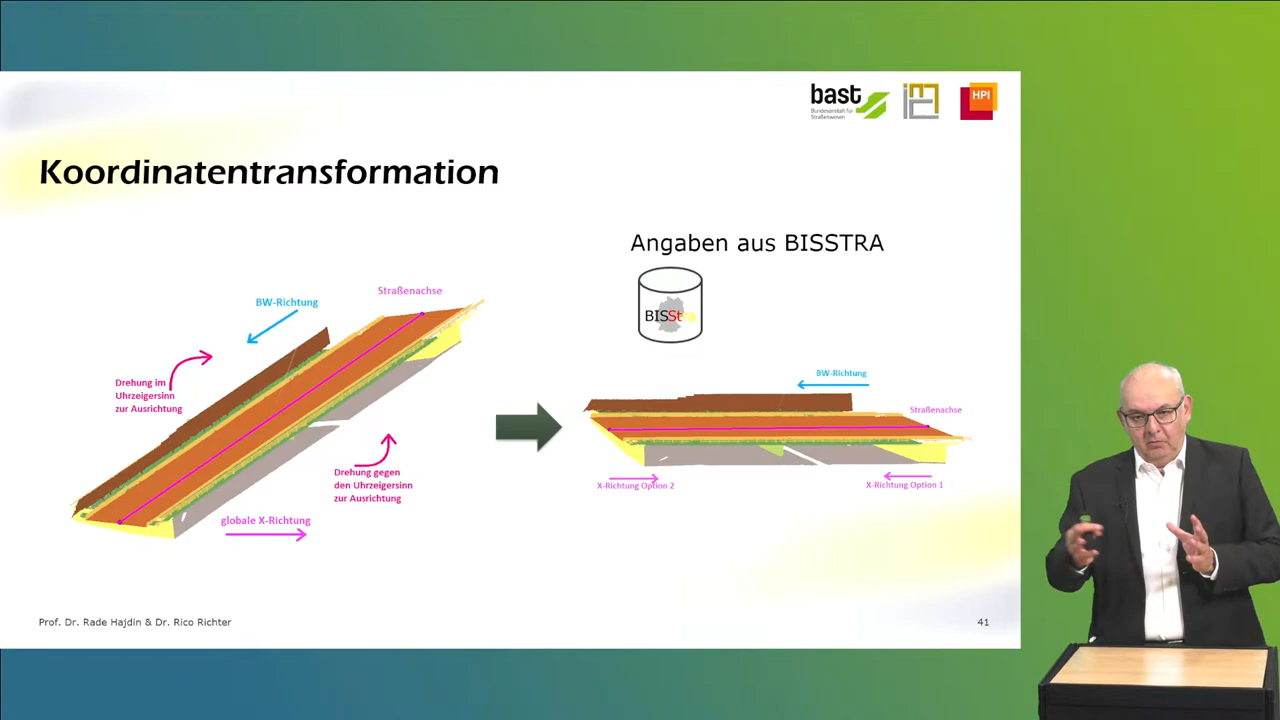 bast
Bundesanstalt für
Straßenwesen
HPI
Koordinatentransformation
Angaben aus BISSTRA
BISStra
Straßenachse
BW-Richtung
Drehung im
Uhrzeigersinn
zur Ausrichtung
Drehung gegen
den Uhrzeigersinn
zur Ausrichtung
globale X-Richtung
BW-Richtung
Straßenachse
X-Richtung Option 2
X-Richtung Option 1
Prof. Dr. Rade Hajdin & Dr. Rico Richter
41